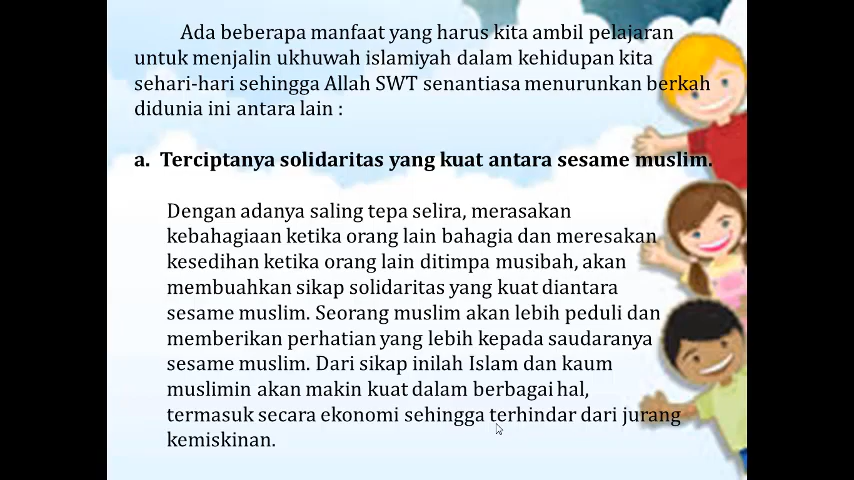 Ada beberapa manfaat yang harus kita ambil pelajaran
untuk menjalin ukhuwah islamiyah dalam kehidupan kita
sehari-hari sehingga Allah SWT senantiasa menurunkan berkah
didunia ini antara lain :
a. Terciptanya solidaritas yang kuat antara sesame muslim.
Dengan adanya saling tepa selira, merasakan
kebahagiaan ketika orang lain bahagia dan meresakan
kesedihan ketika orang lain ditimpa musibah, akan
membuahkan sikap solidaritas yang kuat diantara
sesame muslim. Seorang muslim akan lebih peduli dan
memberikan perhatian yang lebih kepada saudaranya
sesame muslim. Dari sikap inilah Islam dan kaum
muslimin akan makin kuat dalam berbagai hal,
termasuk secara ekonomi sehingga terhindar dari jurang
kemiskinan.